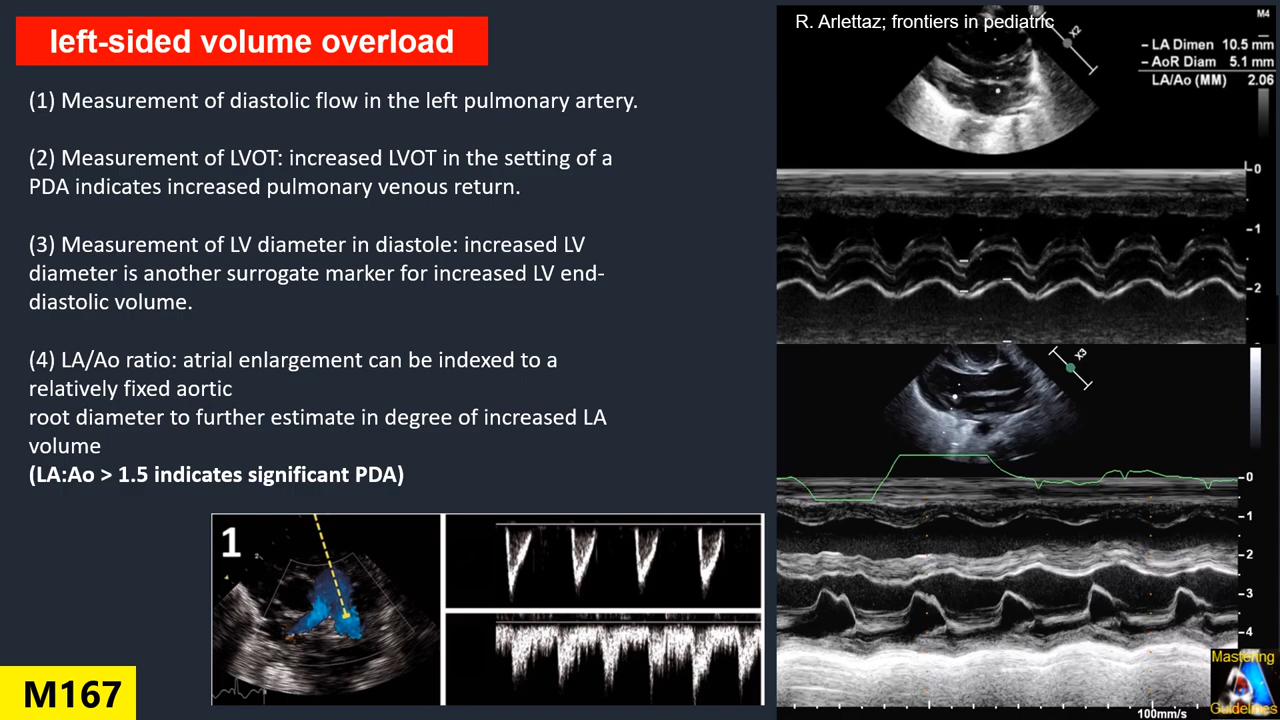 left-sided volume overload
R. Arlettaz; frontiers in pediatric
(1) Measurement of diastolic flow in the left pulmonary artery.
(2) Measurement of LVOT: increased LVOT in the setting of a
PDA indicates increased pulmonary venous return.
(3) Measurement of LV diameter in diastole: increased LV
diameter is another surrogate marker for increased LV end-
diastolic volume.
(4) LA/Ao ratio: atrial enlargement can be indexed to a
relatively fixed aortic
root diameter to further estimate in degree of increased LA
volume
(LA:Ao > 1.5 indicates significant PDA)
1
M167
M4
X2
LA Dimen 10.5 mm
AoR Diam 5.1 mm
LA/Ao (MM) 2.06
0
1
2
X3
0
1
2
3
4
100mm/s
Mastering
Guidelines